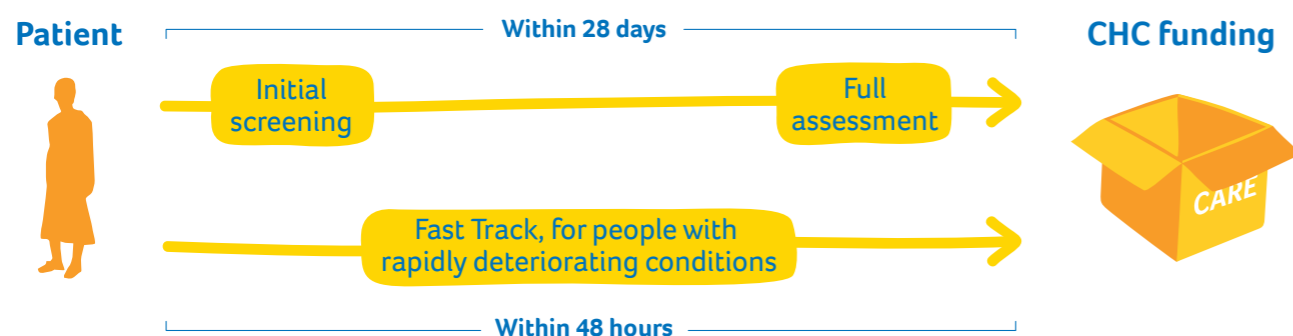 Patient
Within 28 days
CHC funding
Initial
screening
Full
assessment
CARE
Fast Track, for people with
rapidly deteriorating conditions
Within 48 hours